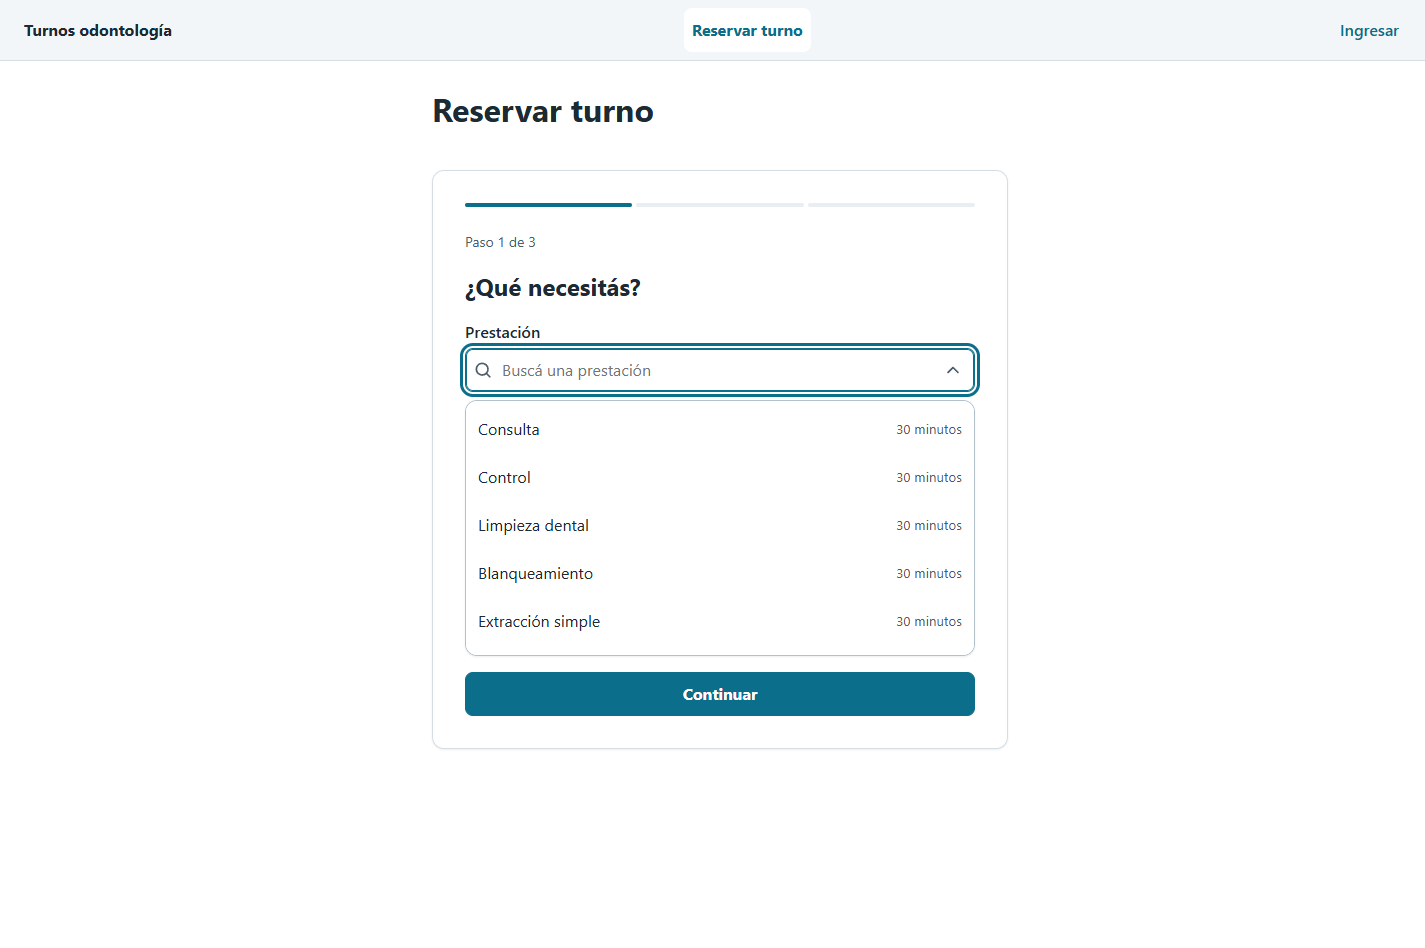 Turnos odontología
Reservar turno
Ingresar
Reservar turno
Paso 1 de 3
¿Qué necesitás?
Prestación
Buscá una prestación
Consulta 30 minutos
Control 30 minutos
Limpieza dental 30 minutos
Blanqueamiento 30 minutos
Extracción simple 30 minutos
Continuar